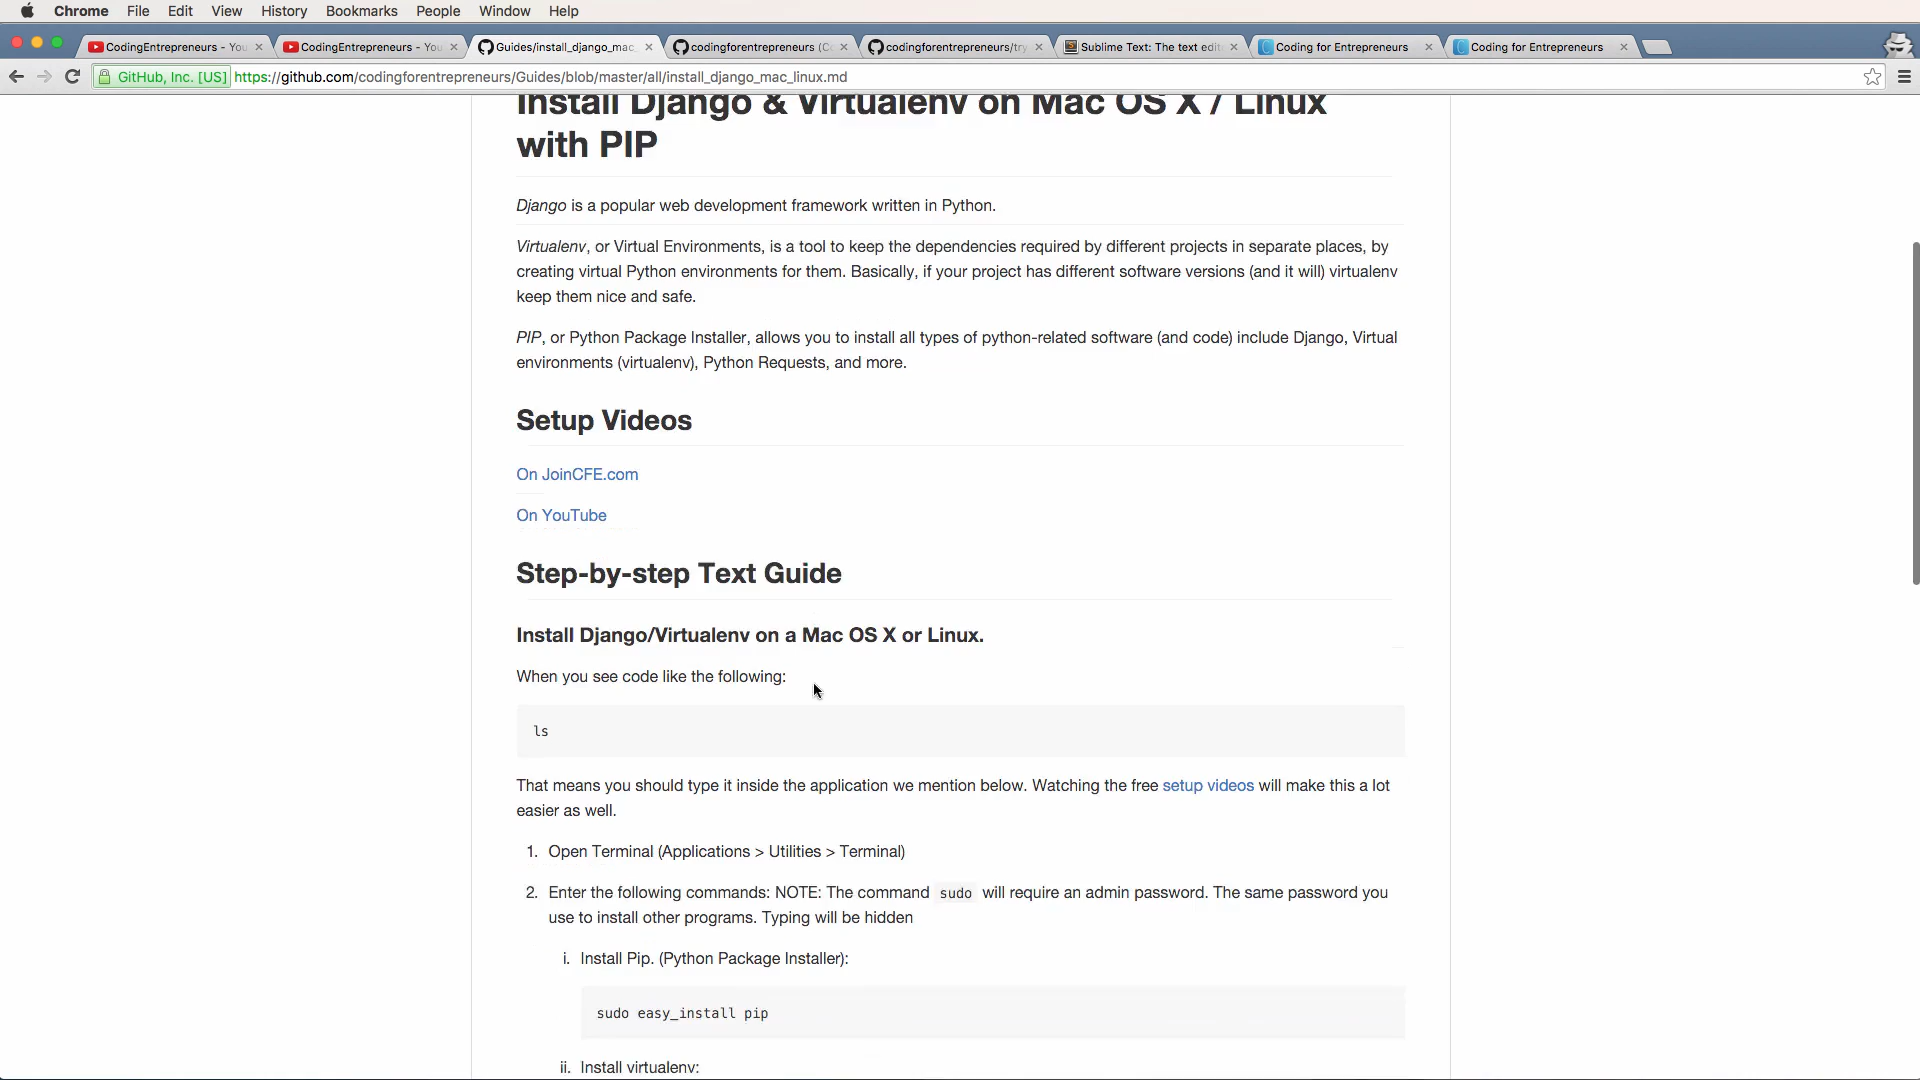 Chrome File Edit View History Bookmarks People Window Help
CodingEntrepreneurs - You CodingEntrepreneurs - You Guides/install_django_mac_ codingforentrepreneurs (C codingforentrepreneurs/try Sublime Text: The text edit Coding for Entrepreneurs Coding for Entrepreneurs
GitHub, Inc. [US] https://github.com/codingforentrepreneurs/Guides/blob/master/all/install_django_mac_linux.md
Install Django & Virtualenv on Mac OS X / Linux
with PIP
Django is a popular web development framework written in Python.
Virtualenv, or Virtual Environments, is a tool to keep the dependencies required by different projects in separate places, by
creating virtual Python environments for them. Basically, if your project has different software versions (and it will) virtualenv
keep them nice and safe.
PIP, or Python Package Installer, allows you to install all types of python-related software (and code) include Django, Virtual
environments (virtualenv), Python Requests, and more.
Setup Videos
On JoinCFE.com
On YouTube
Step-by-step Text Guide
Install Django/Virtualenv on a Mac OS X or Linux.
When you see code like the following:
ls
That means you should type it inside the application we mention below. Watching the free setup videos will make this a lot
easier as well.
1. Open Terminal (Applications > Utilities > Terminal)
2. Enter the following commands: NOTE: The command sudo will require an admin password. The same password you
use to install other programs. Typing will be hidden
i. Install Pip. (Python Package Installer):
sudo easy_install pip
ii. Install virtualenv: